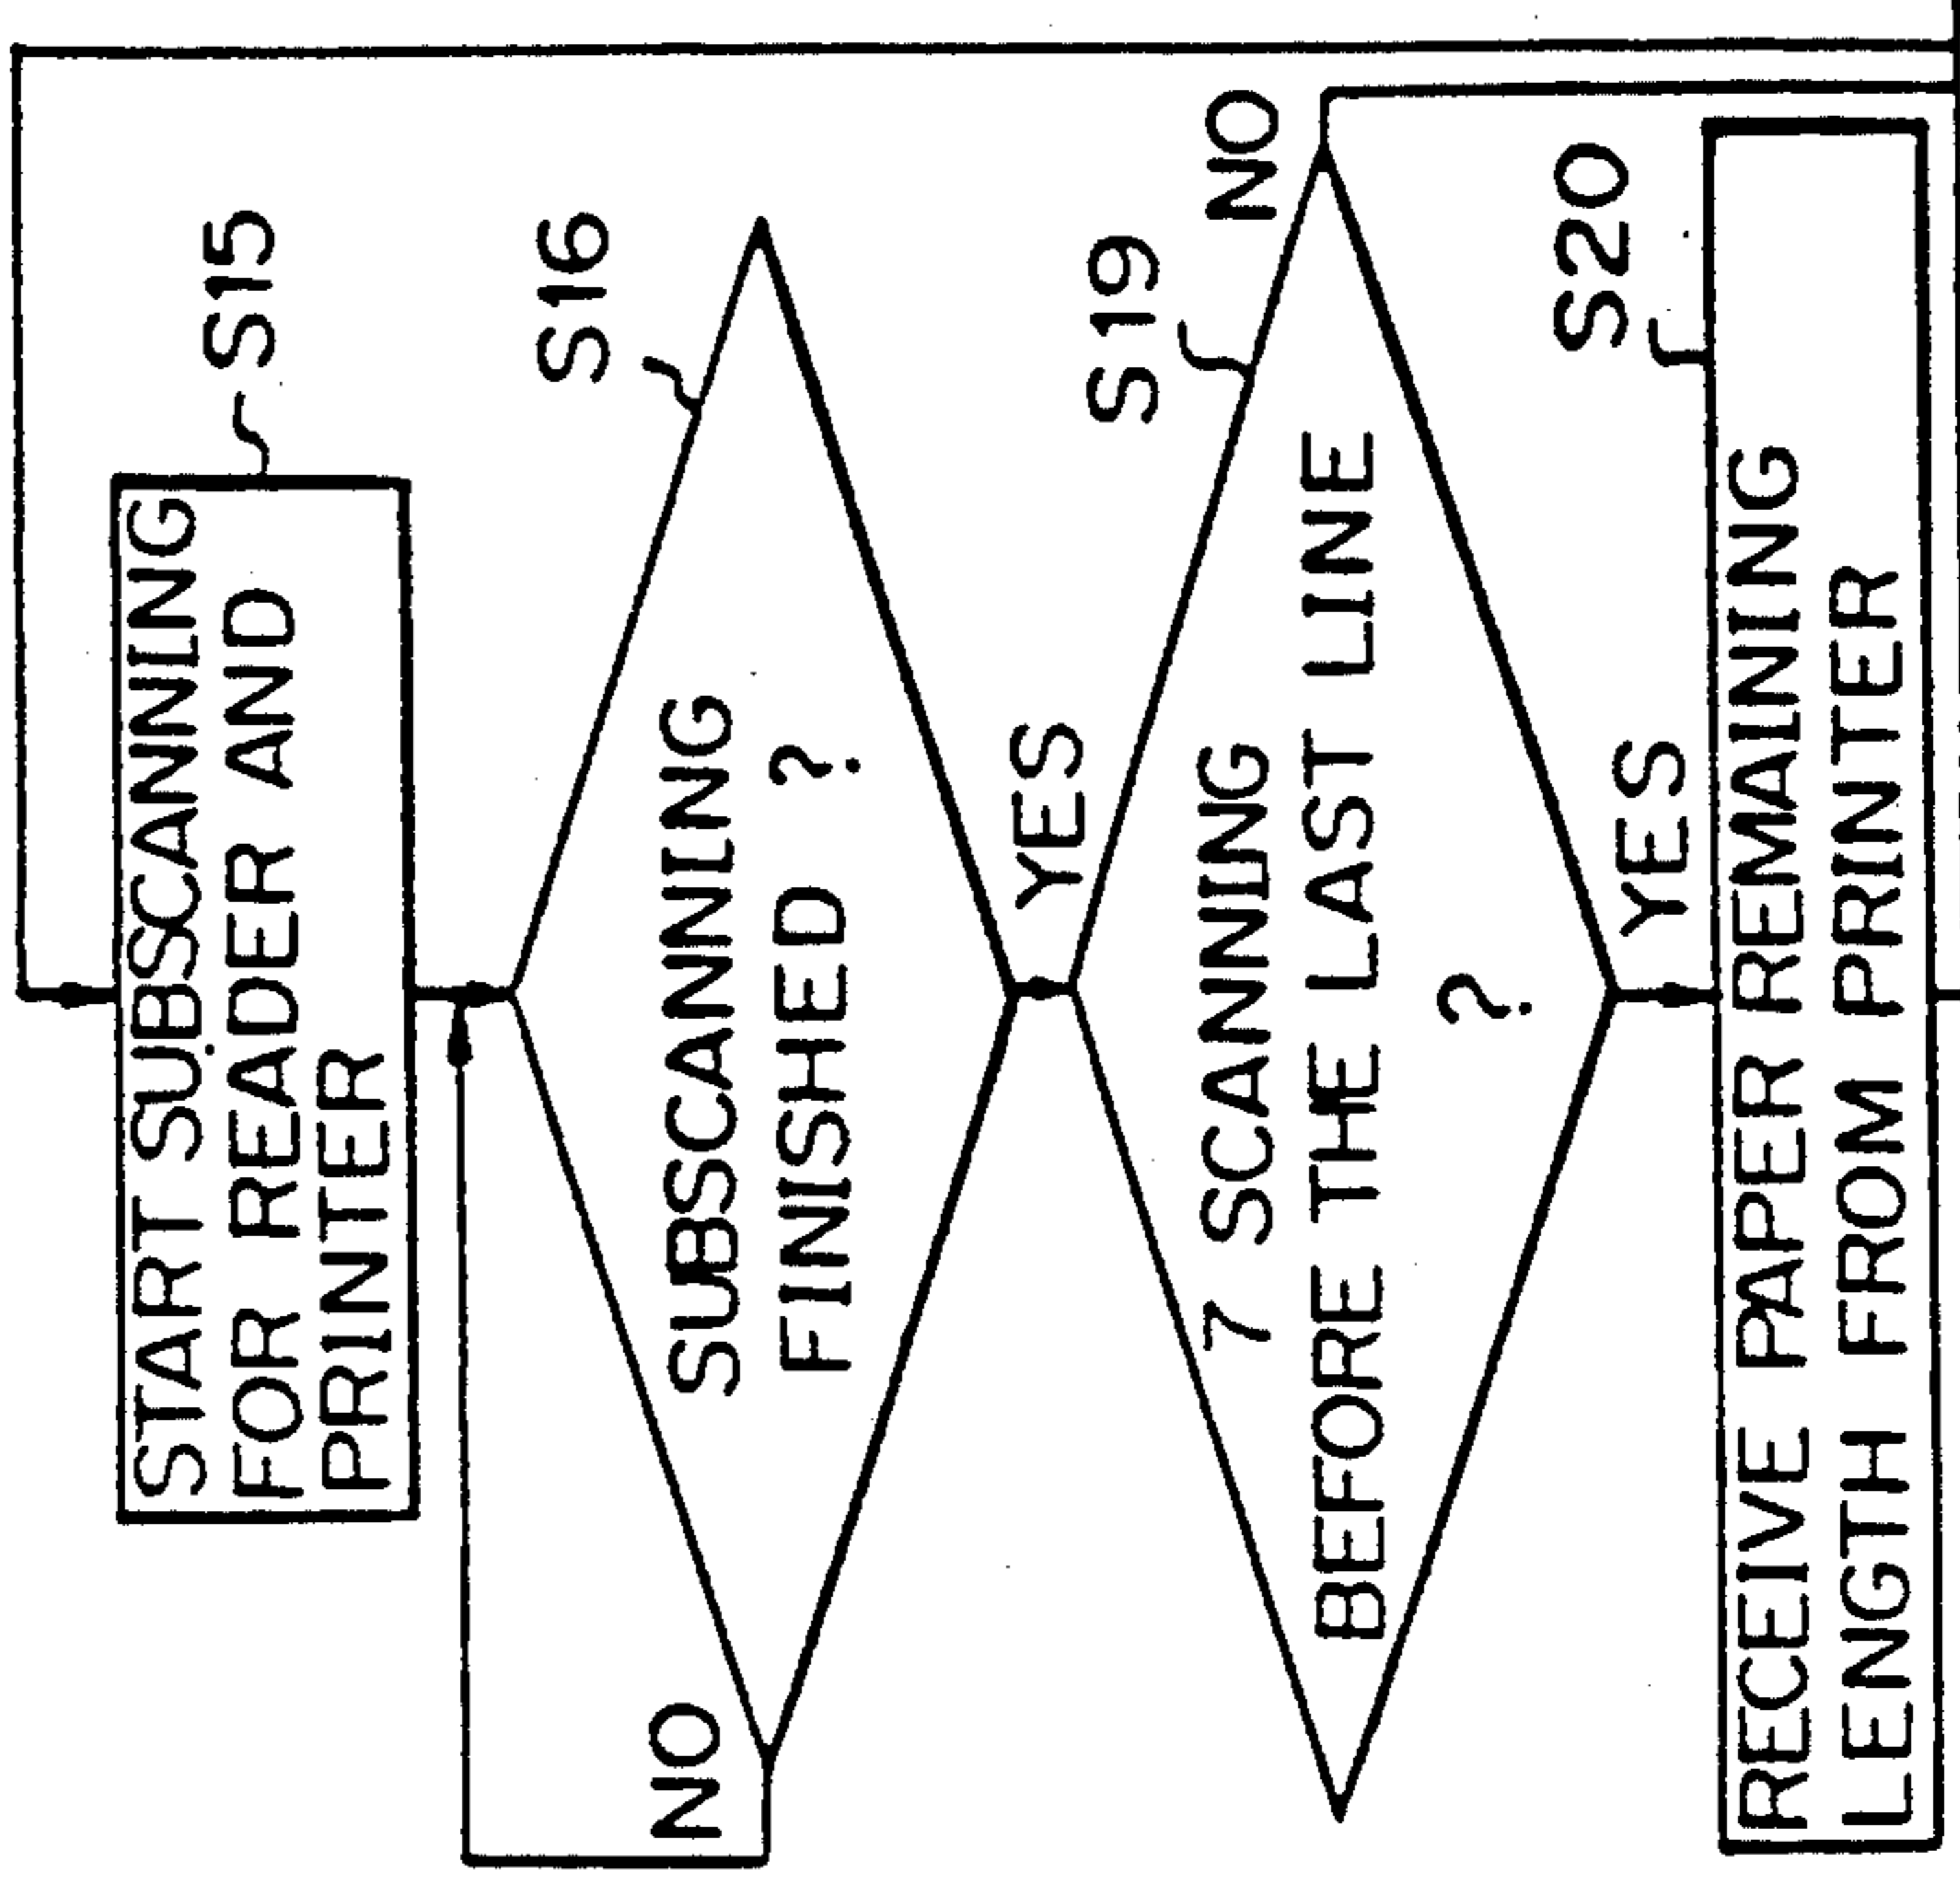 S15
START SUBSCANNING
FOR READER AND
PRINTER
S16
SUBSCANNING
FINISHED ?
NO
YES
S19
7 SCANNING
BEFORE THE LAST LINE
?
NO
YES
S20
RECEIVE PAPER REMAINING
LENGTH FROM PRINTER